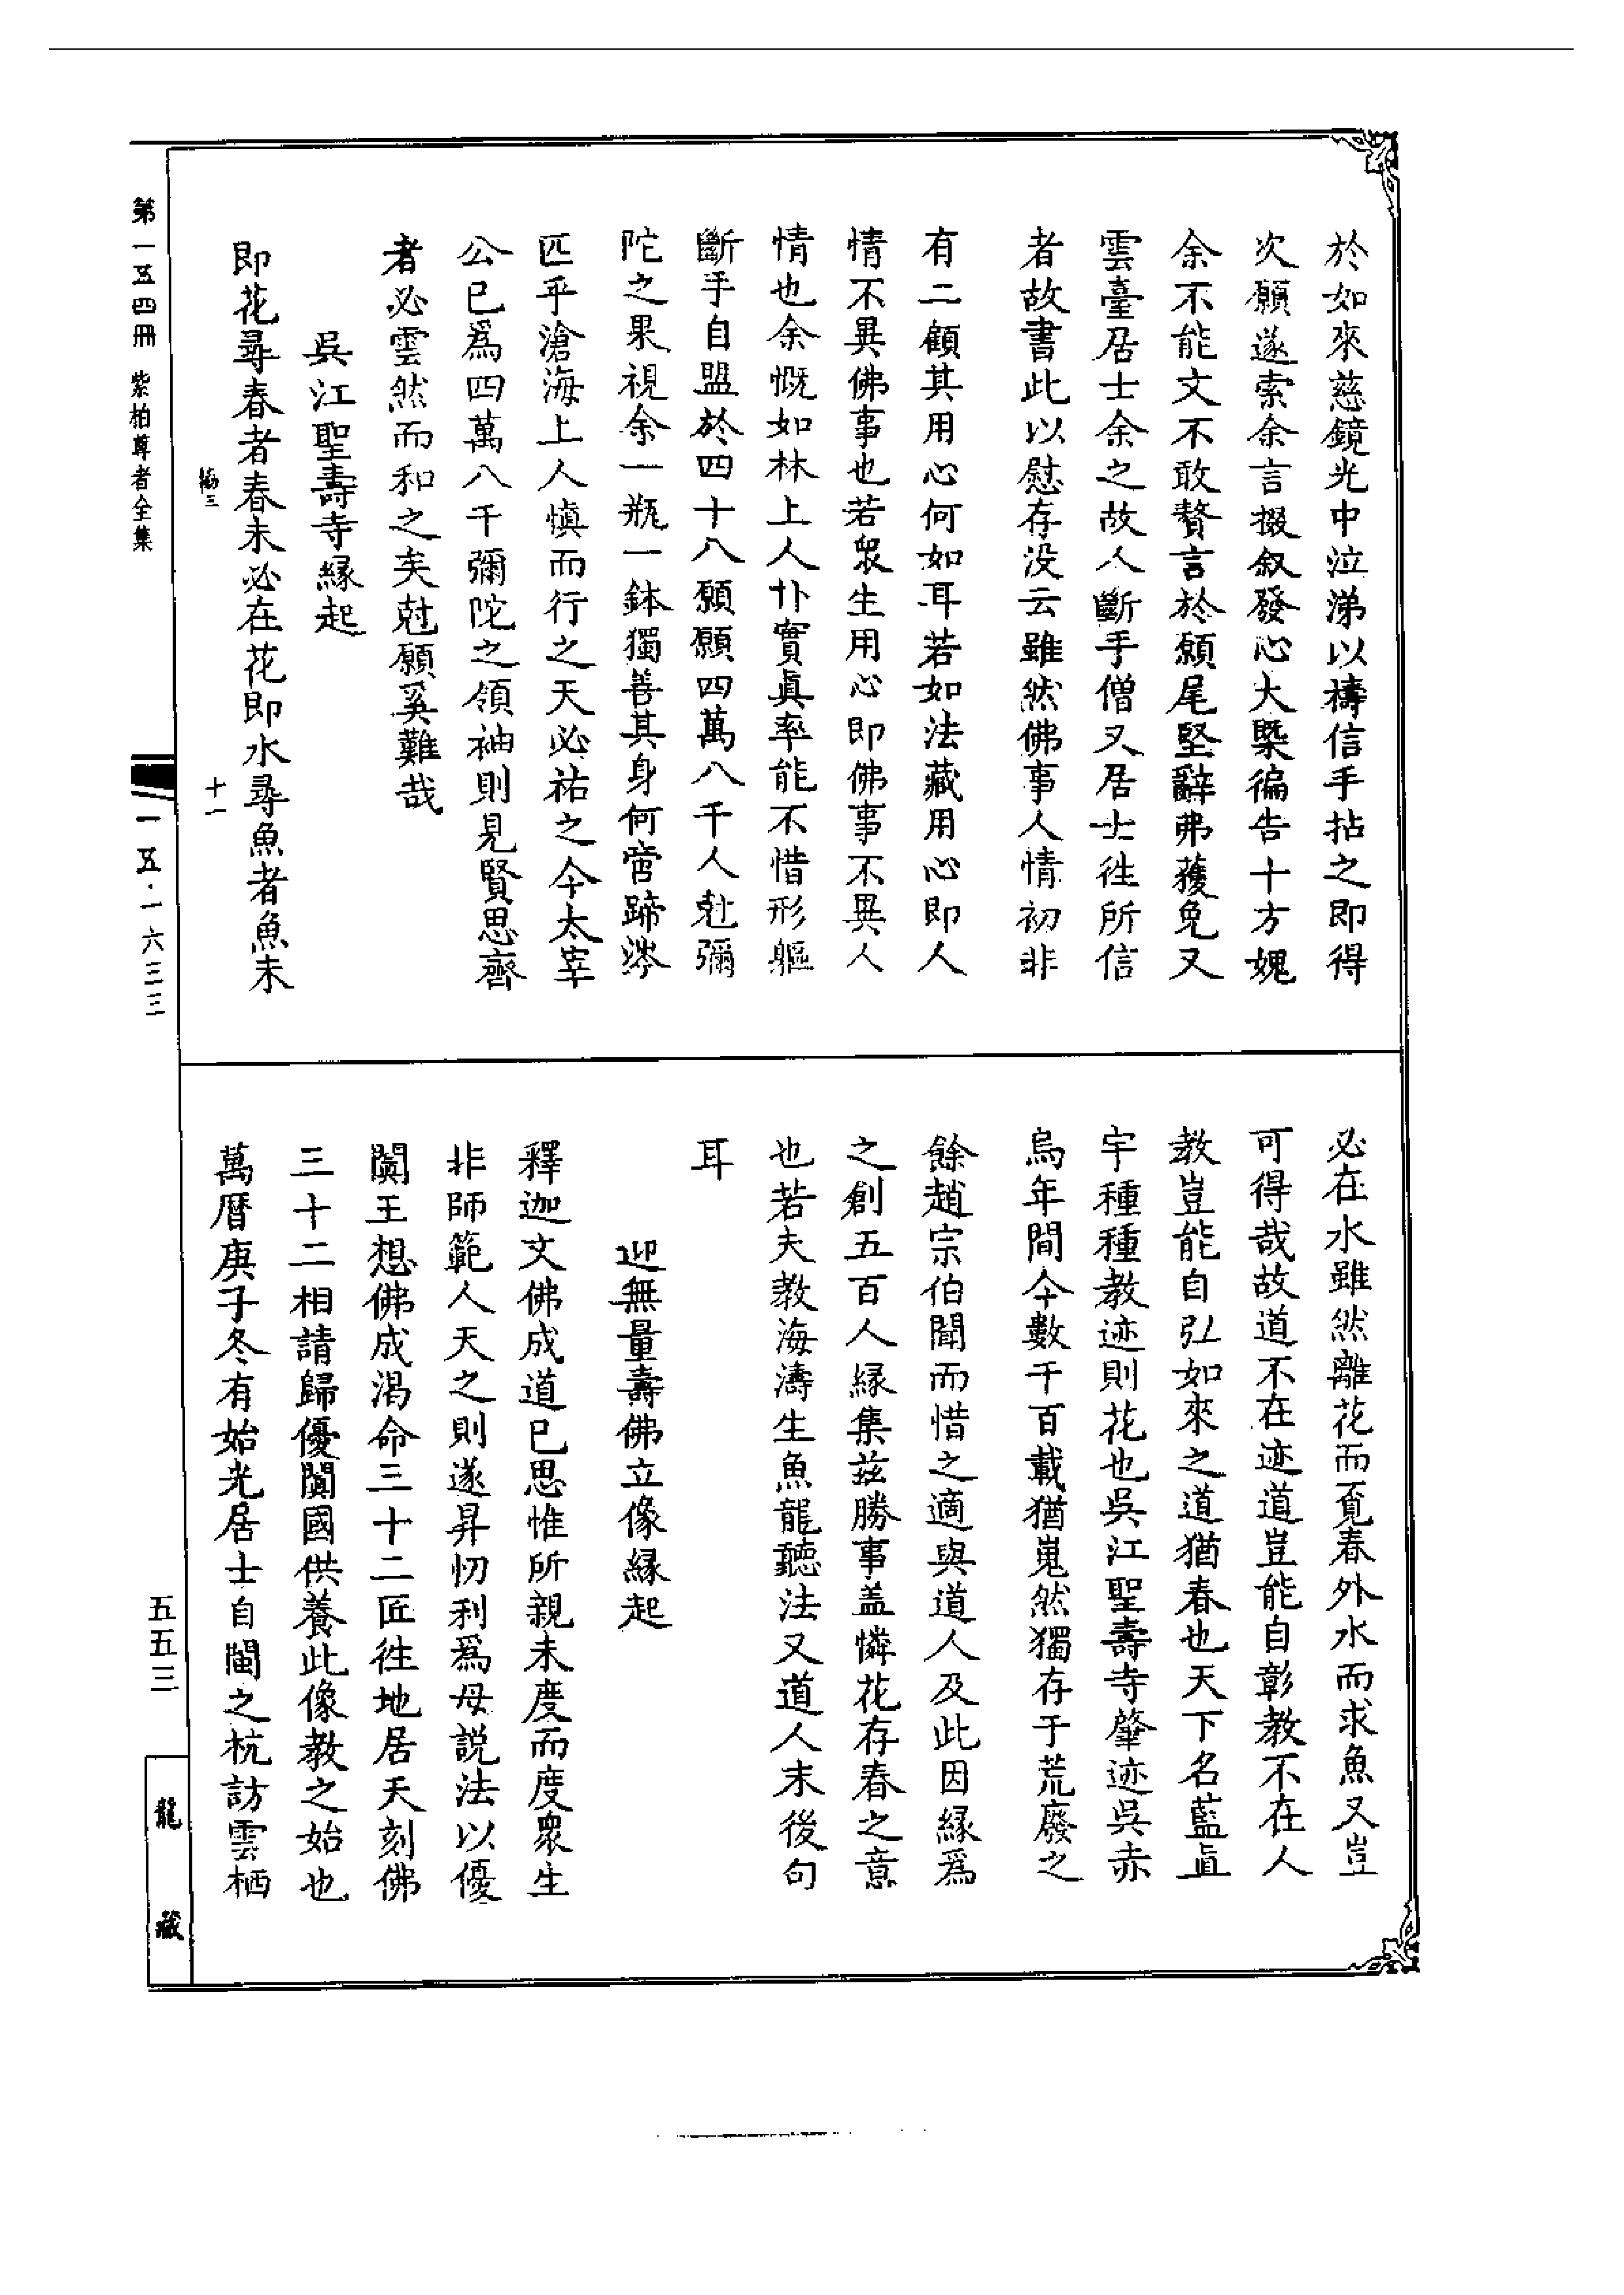 於如來慈鏡光中泣涕以禱信手拈之即得
次願遂索余言掇叙發心大槩徧告十方媿
余不能文不敢贅言於願尾堅辭弗獲免又
雲臺居士余之故人斷手僧又居士徃所信
者故書此以慰存没云雖然佛事人情初非
有二顧其用心何如耳若如法藏用心即人
情不異佛事也若衆生用心即佛事不異人
情也余慨如林上人朴實眞率能不惜形軀
斷手自盟於四十八願願四萬八千人尅彌
陀之果視余一瓶一鉢獨善其身何啻蹄涔
匹乎滄海上人慎而行之天必祐之今太宰
公已爲四萬八千彌陀之領袖則見賢思齊
者必雲然而和之矣尅願奚難哉
吳江聖壽寺緣起
即花尋春者春未必在花即水尋魚者魚未
必在水雖然離花而覓春外水而求魚又豈
可得哉故道不在迹道豈能自彰教不在人
教豈能自弘如來之道猶春也天下名藍眞
宇種種教迹則花也吳江聖壽寺肇迹吳赤
烏年間今數千百載猶嵬然獨存于荒廢之
餘趙宗伯聞而惜之適與道人及此因緣爲
之創五百人緣集兹勝事盖憐花存春之意
也若夫教海濤生魚龍聽法又道人末後句
耳
迎無量壽佛立像緣起
釋迦文佛成道已思惟所親未度而度衆生
非師範人天之則遂昇忉利爲母説法以優
闐王想佛成渴命三十二匠徃地居天刻佛
三十二相請歸優闐國供養此像教之始也
萬曆庚子冬有始光居士自閩之杭訪雲栖
第一五四冊 紫柏尊者全集
三
十一
一五·一六三三
五五三
龍藏